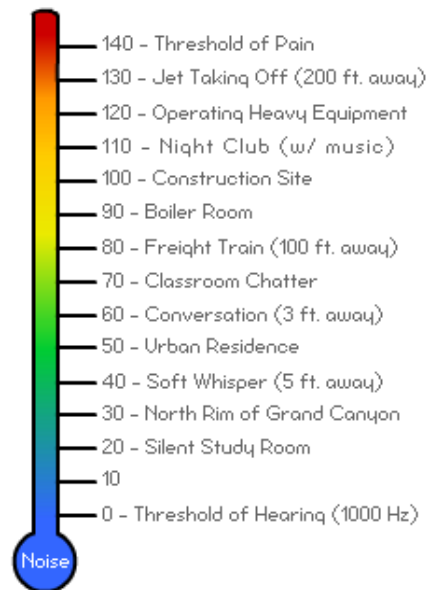 140 - Threshold of Pain
130 - Jet Taking Off (200 ft. away)
120 - Operating Heavy Equipment
110 - Night Club (w/ music)
100 - Construction Site
90 - Boiler Room
80 - Freight Train (100 ft. away)
70 - Classroom Chatter
60 - Conversation (3 ft. away)
50 - Urban Residence
40 - Soft Whisper (5 ft. away)
30 - North Rim of Grand Canyon
20 - Silent Study Room
10
0 - Threshold of Hearing (1000 Hz)
Noise